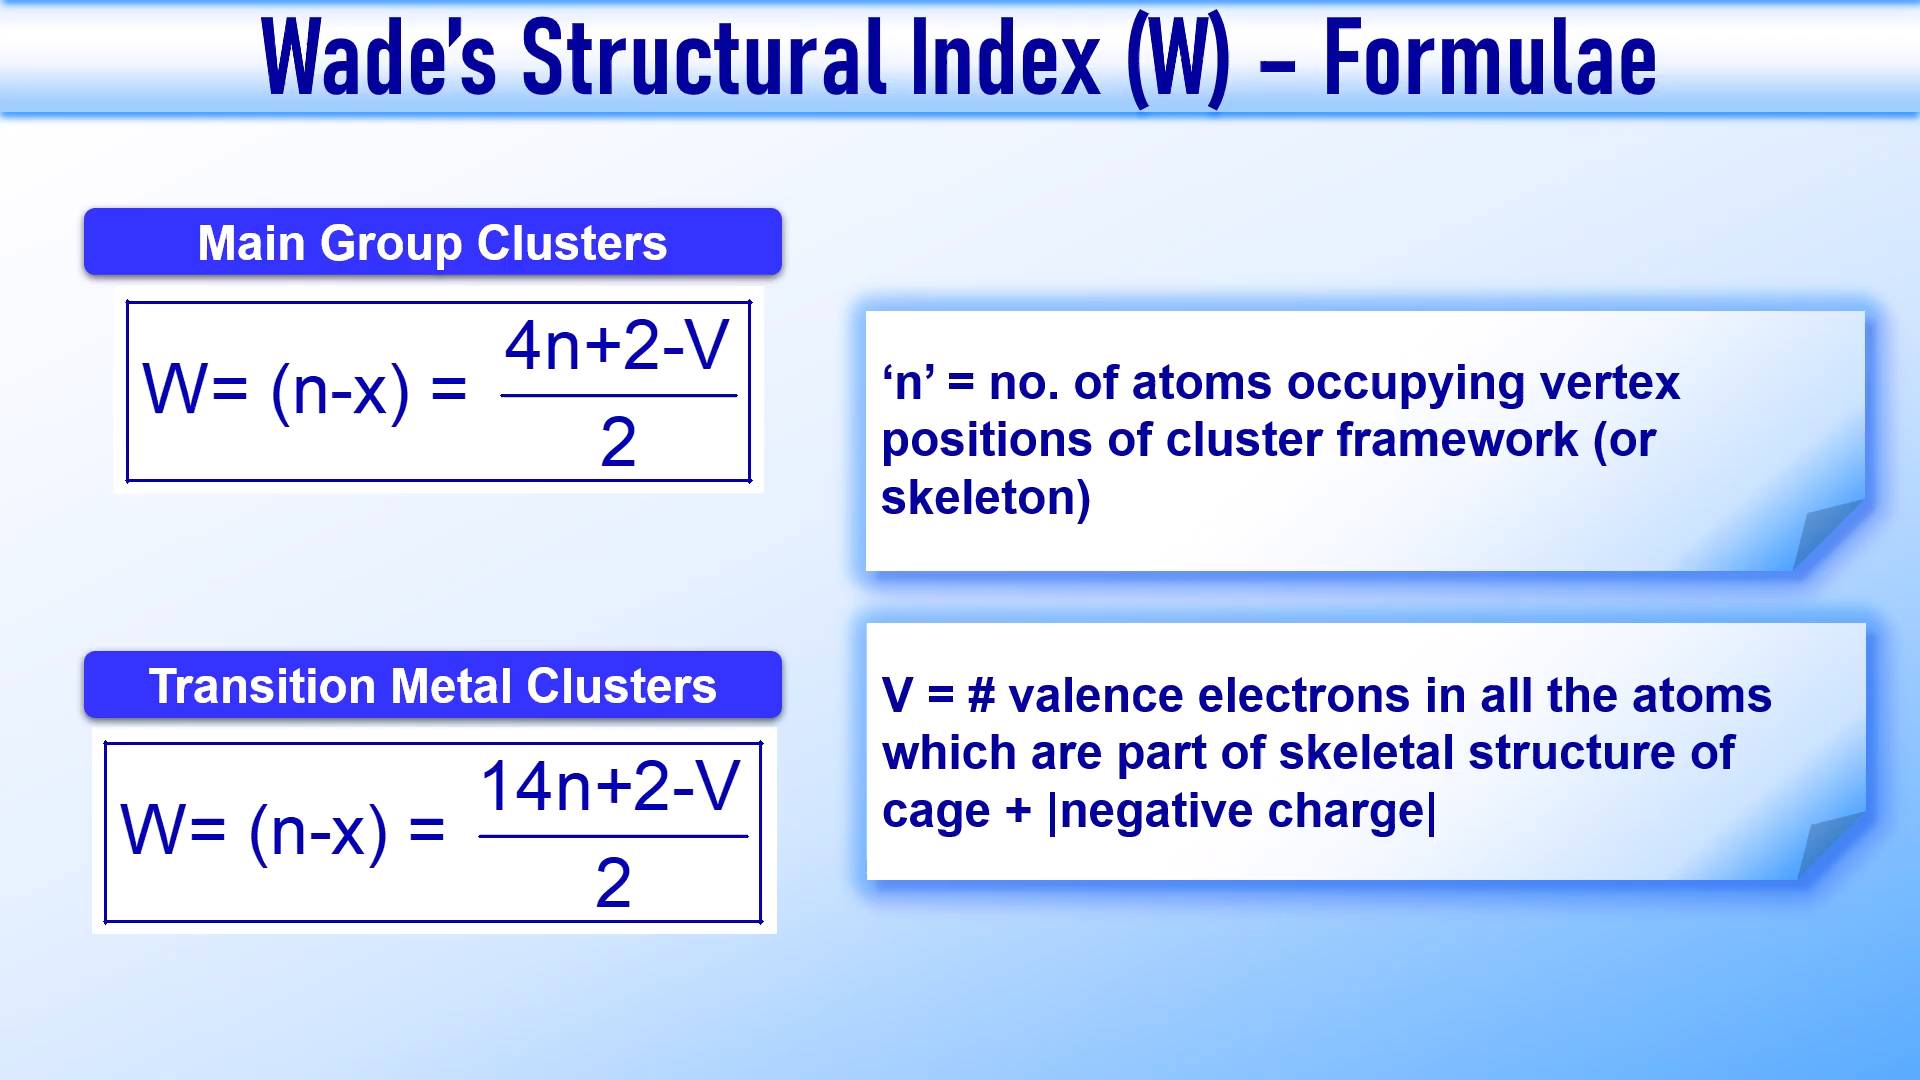 Wade’s Structural Index (W) – Formulae
Main Group Clusters
W= (n-x) = 4n+2-V
2
‘n’ = no. of atoms occupying vertex
positions of cluster framework (or
skeleton)
Transition Metal Clusters
W= (n-x) = 14n+2-V
2
V = # valence electrons in all the atoms
which are part of skeletal structure of
cage + |negative charge|